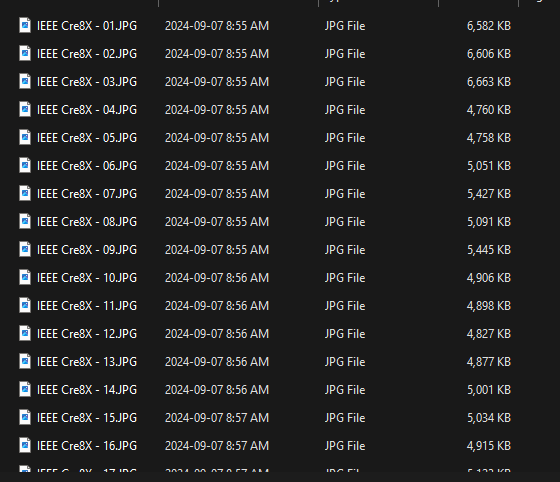 IEEE Cre8X - 01.JPG 2024-09-07 8:55 AM JPG File 6,582 KB
IEEE Cre8X - 02.JPG 2024-09-07 8:55 AM JPG File 6,606 KB
IEEE Cre8X - 03.JPG 2024-09-07 8:55 AM JPG File 6,663 KB
IEEE Cre8X - 04.JPG 2024-09-07 8:55 AM JPG File 4,760 KB
IEEE Cre8X - 05.JPG 2024-09-07 8:55 AM JPG File 4,758 KB
IEEE Cre8X - 06.JPG 2024-09-07 8:55 AM JPG File 5,051 KB
IEEE Cre8X - 07.JPG 2024-09-07 8:55 AM JPG File 5,427 KB
IEEE Cre8X - 08.JPG 2024-09-07 8:55 AM JPG File 5,091 KB
IEEE Cre8X - 09.JPG 2024-09-07 8:55 AM JPG File 5,445 KB
IEEE Cre8X - 10.JPG 2024-09-07 8:56 AM JPG File 4,906 KB
IEEE Cre8X - 11.JPG 2024-09-07 8:56 AM JPG File 4,898 KB
IEEE Cre8X - 12.JPG 2024-09-07 8:56 AM JPG File 4,827 KB
IEEE Cre8X - 13.JPG 2024-09-07 8:56 AM JPG File 4,877 KB
IEEE Cre8X - 14.JPG 2024-09-07 8:56 AM JPG File 5,001 KB
IEEE Cre8X - 15.JPG 2024-09-07 8:57 AM JPG File 5,034 KB
IEEE Cre8X - 16.JPG 2024-09-07 8:57 AM JPG File 4,915 KB
IEEE Cre8X - 17.JPG 2024-09-07 8:57 AM JPG File